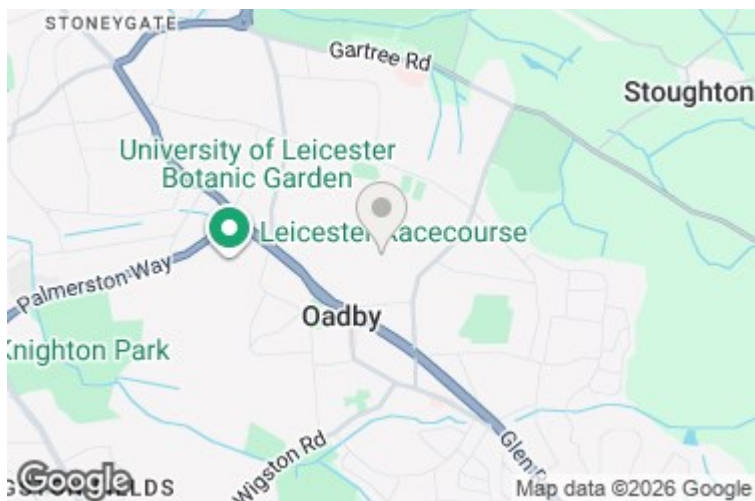 STONEYGATE
Gartree Rd
Stoughton
University of Leicester
Botanic Garden
Leicester Racecourse
Palmerston Way
Oadby
Knighton Park
Wigston Rd
Glen
Google
Map data ©2026 Google